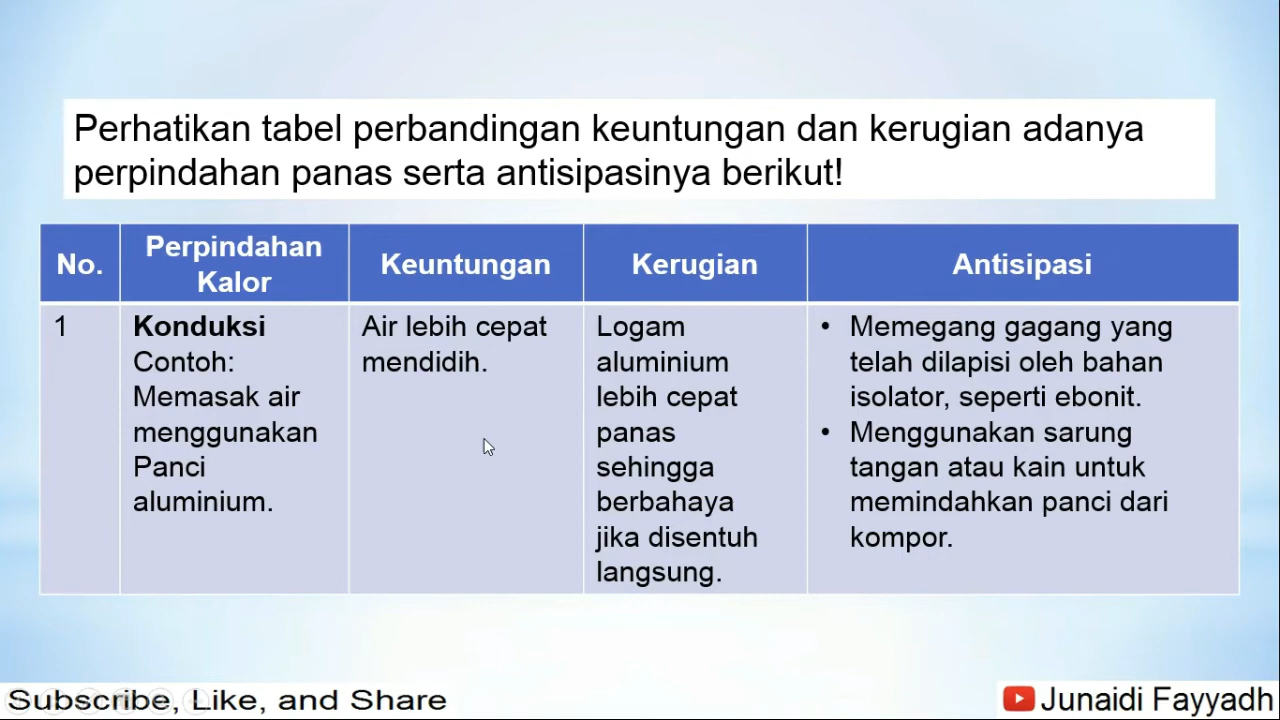 Perhatikan tabel perbandingan keuntungan dan kerugian adanya
perpindahan panas serta antisipasinya berikut!
No.
Perpindahan
Kalor
Keuntungan
Kerugian
Antisipasi
1
Konduksi
Contoh:
Memasak air
menggunakan
Panci
aluminium.
Air lebih cepat
mendidih.
Logam
aluminium
lebih cepat
panas
sehingga
berbahaya
jika disentuh
langsung.
• Memegang gagang yang
telah dilapisi oleh bahan
isolator, seperti ebonit.
• Menggunakan sarung
tangan atau kain untuk
memindahkan panci dari
kompor.
Subscribe, Like, and Share
Junaidi Fayyadh